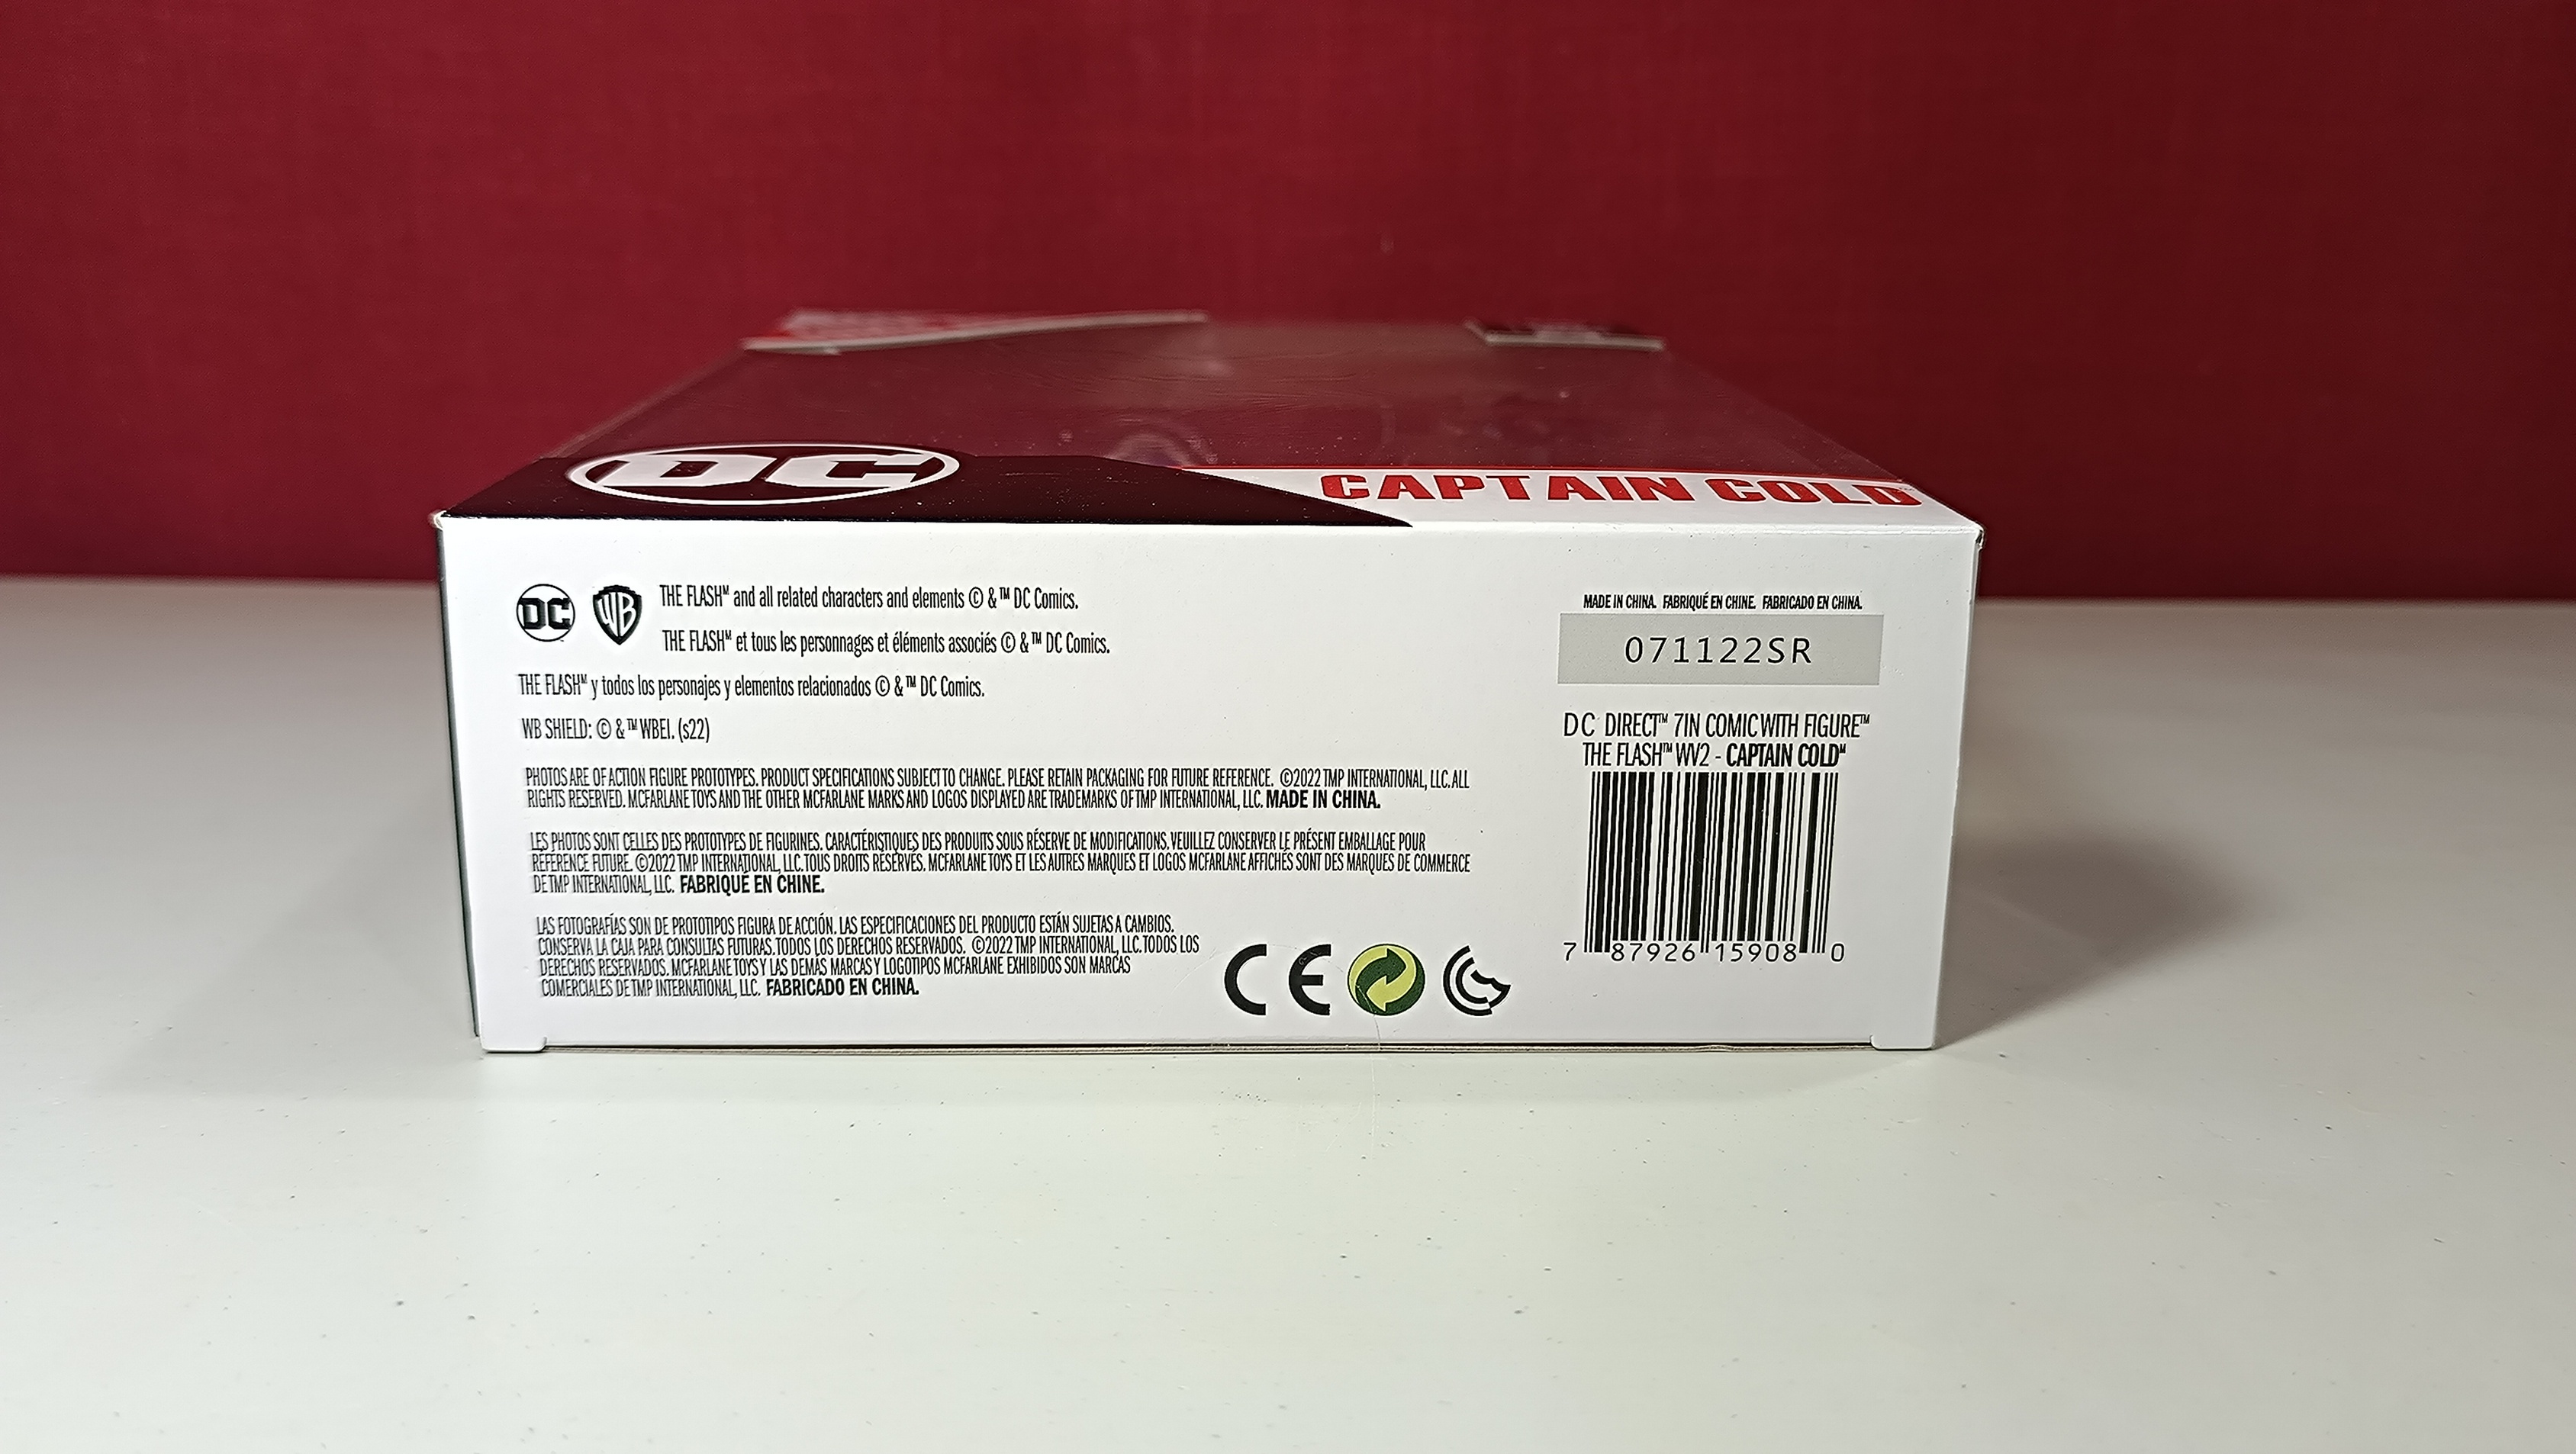 DC
CAPTAIN COLD
DC WB THE FLASH™ and all related characters and elements © & ™ DC Comics.
THE FLASH™ et tous les personnages et éléments associés © & ™ DC Comics.
THE FLASH™ y todos los personajes y elementos relacionados © & ™ DC Comics.
WB SHIELD: © & ™ WBEI. (s22)
PHOTOS ARE OF ACTION FIGURE PROTOTYPES. PRODUCT SPECIFICATIONS SUBJECT TO CHANGE. PLEASE RETAIN PACKAGING FOR FUTURE REFERENCE. ©2022 TMP INTERNATIONAL, LLC. ALL
RIGHTS RESERVED. MCFARLANE TOYS AND THE OTHER MCFARLANE MARKS AND LOGOS DISPLAYED ARE TRADEMARKS OF TMP INTERNATIONAL, LLC. MADE IN CHINA.
LES PHOTOS SONT CELLES DES PROTOTYPES DE FIGURINES. CARACTÉRISTIQUES DES PRODUITS SOUS RÉSERVE DE MODIFICATIONS. VEUILLEZ CONSERVER LE PRÉSENT EMBALLAGE POUR
RÉFÉRENCE FUTURE. ©2022 TMP INTERNATIONAL, LLC. TOUS DROITS RÉSERVÉS. MCFARLANE TOYS ET LES AUTRES MARQUES ET LOGOS MCFARLANE AFFICHÉS SONT DES MARQUES DE COMMERCE
DE TMP INTERNATIONAL, LLC. FABRIQUÉ EN CHINE.
LAS FOTOGRAFÍAS SON DE PROTOTIPOS FIGURA DE ACCIÓN. LAS ESPECIFICACIONES DEL PRODUCTO ESTÁN SUJETAS A CAMBIOS.
CONSERVA LA CAJA PARA CONSULTAS FUTURAS. TODOS LOS DERECHOS RESERVADOS. ©2022 TMP INTERNATIONAL, LLC. TODOS LOS
DERECHOS RESERVADOS. MCFARLANE TOYS Y LAS DEMÁS MARCAS Y LOGOTIPOS MCFARLANE EXHIBIDOS SON MARCAS
COMERCIALES DE TMP INTERNATIONAL, LLC. FABRICADO EN CHINA.
CE
MADE IN CHINA. FABRIQUÉ EN CHINE. FABRICADO EN CHINA.
071122SR
DC DIRECT™ 7IN COMIC WITH FIGURE™
THE FLASH™ WV2 - CAPTAIN COLD™
7 87926 15908 0